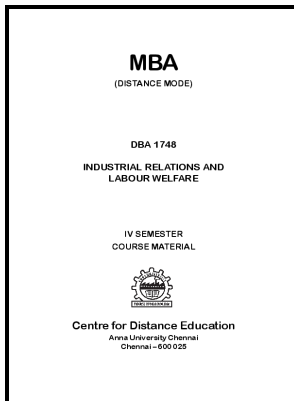 MBA
(DISTANCE MODE)
DBA 1748
INDUSTRIAL RELATIONS AND
LABOUR WELFARE
IV SEMESTER
COURSE MATERIAL
Centre for Distance Education
Anna University Chennai
Chennai – 600 025